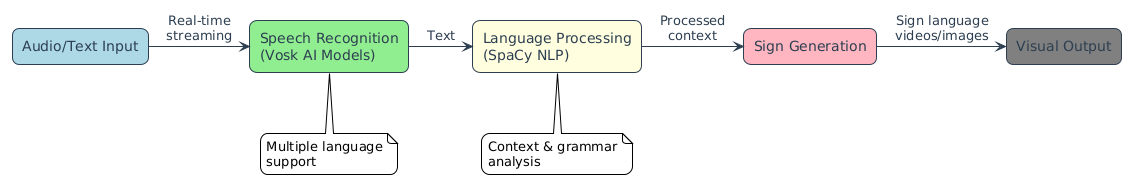 Audio/Text Input
Real-time
streaming
Speech Recognition
(Vosk AI Models)
Text
Language Processing
(SpaCy NLP)
Processed
context
Sign Generation
Sign language
videos/images
Visual Output
Multiple language
support
Context & grammar
analysis